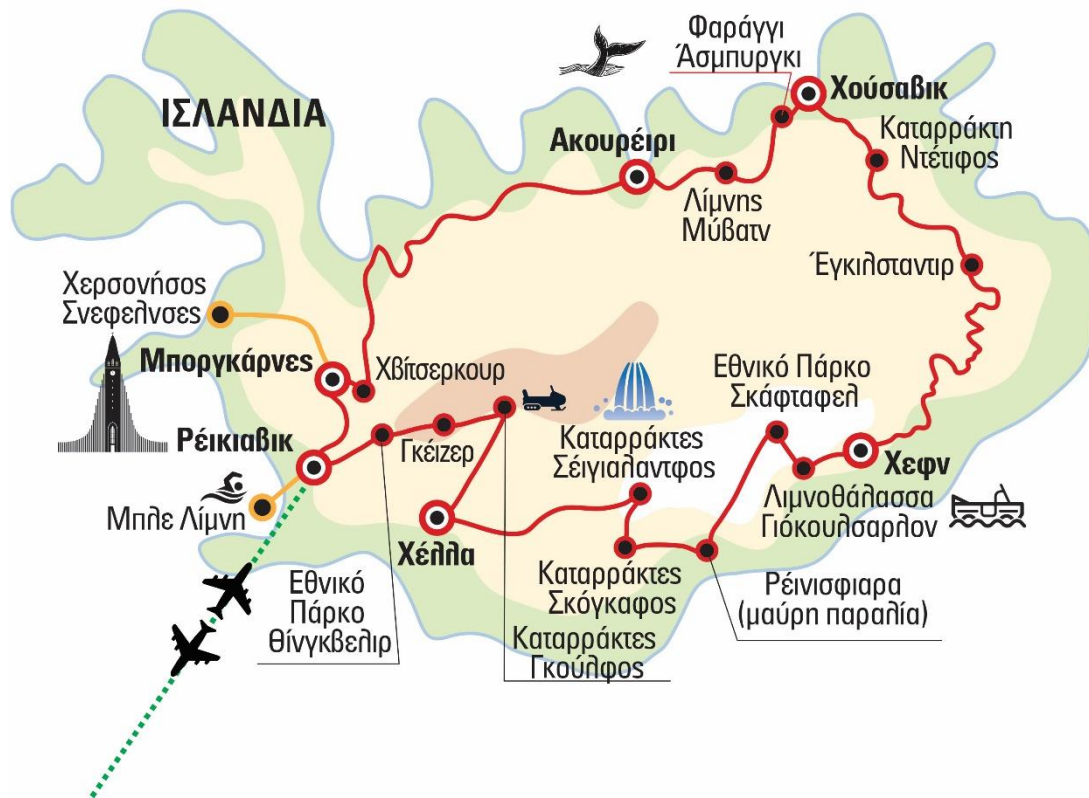 ΙΣΛΑΝΔΙΑ
Φαράγγι
Άσμπυργκι
Χούσαβικ
Ακουρέιρι
Καταρράκτη
Ντέτιφος
Λίμνης
Μύβατν
Έγκιλσταντιρ
Χερσονήσος
Σνεφελνσες
Μποργκάρνες
Χβίτσερκουρ
Εθνικό Πάρκο
Σκάφταφελ
Ρέικιαβικ
Γκέιζερ
Καταρράκτες
Σέιγιαλαντφος
Χεφν
Μπλε Λίμνη
Λιμνοθάλασσα
Γιόκουλσαρλον
Χέλλα
Εθνικό
Πάρκο
Θίνγκβελιρ
Καταρράκτες
Σκόγκαφος
Ρέινισφιαρα
(μαύρη παραλία)
Καταρράκτες
Γκούλφος